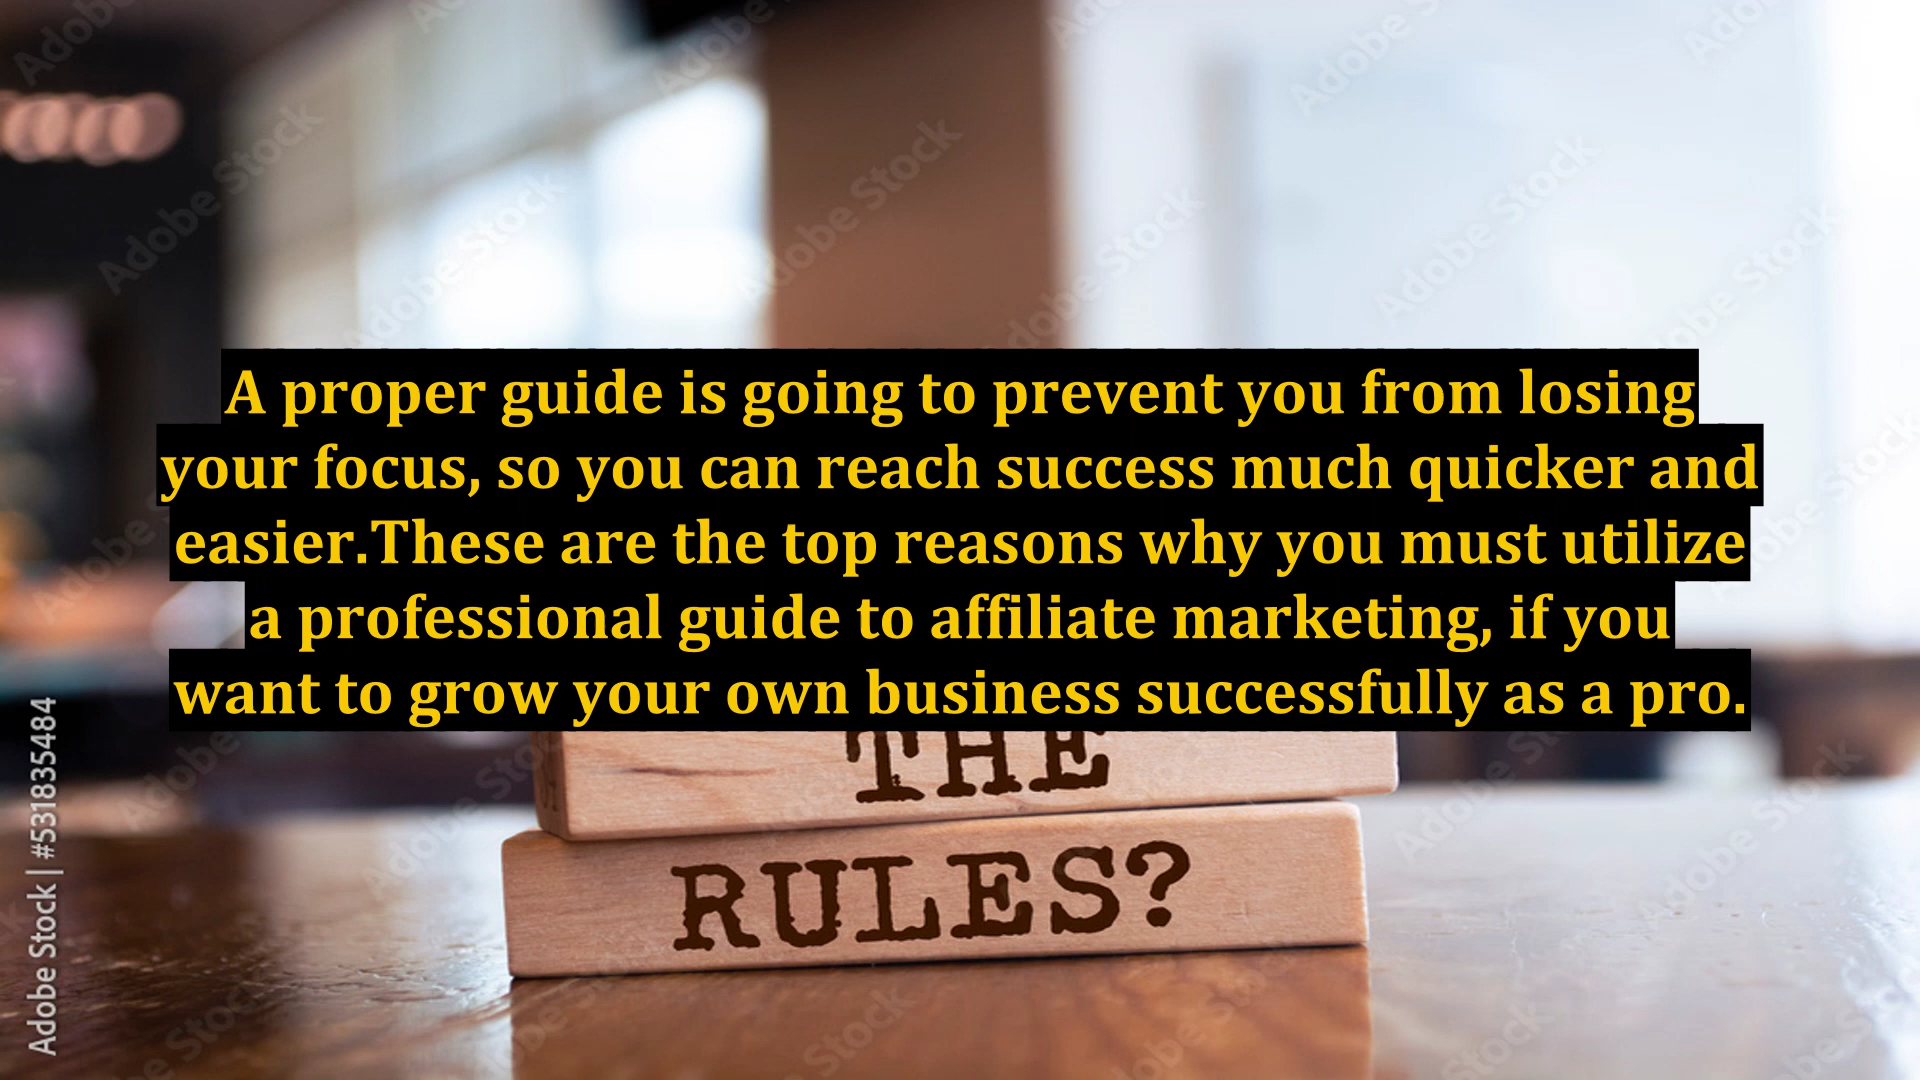 A proper guide is going to prevent you from losing
your focus, so you can reach success much quicker and
easier.These are the top reasons why you must utilize
a professional guide to affiliate marketing, if you
want to grow your own business successfully as a pro.
THE
RULES?
Adobe Stock | #531835484